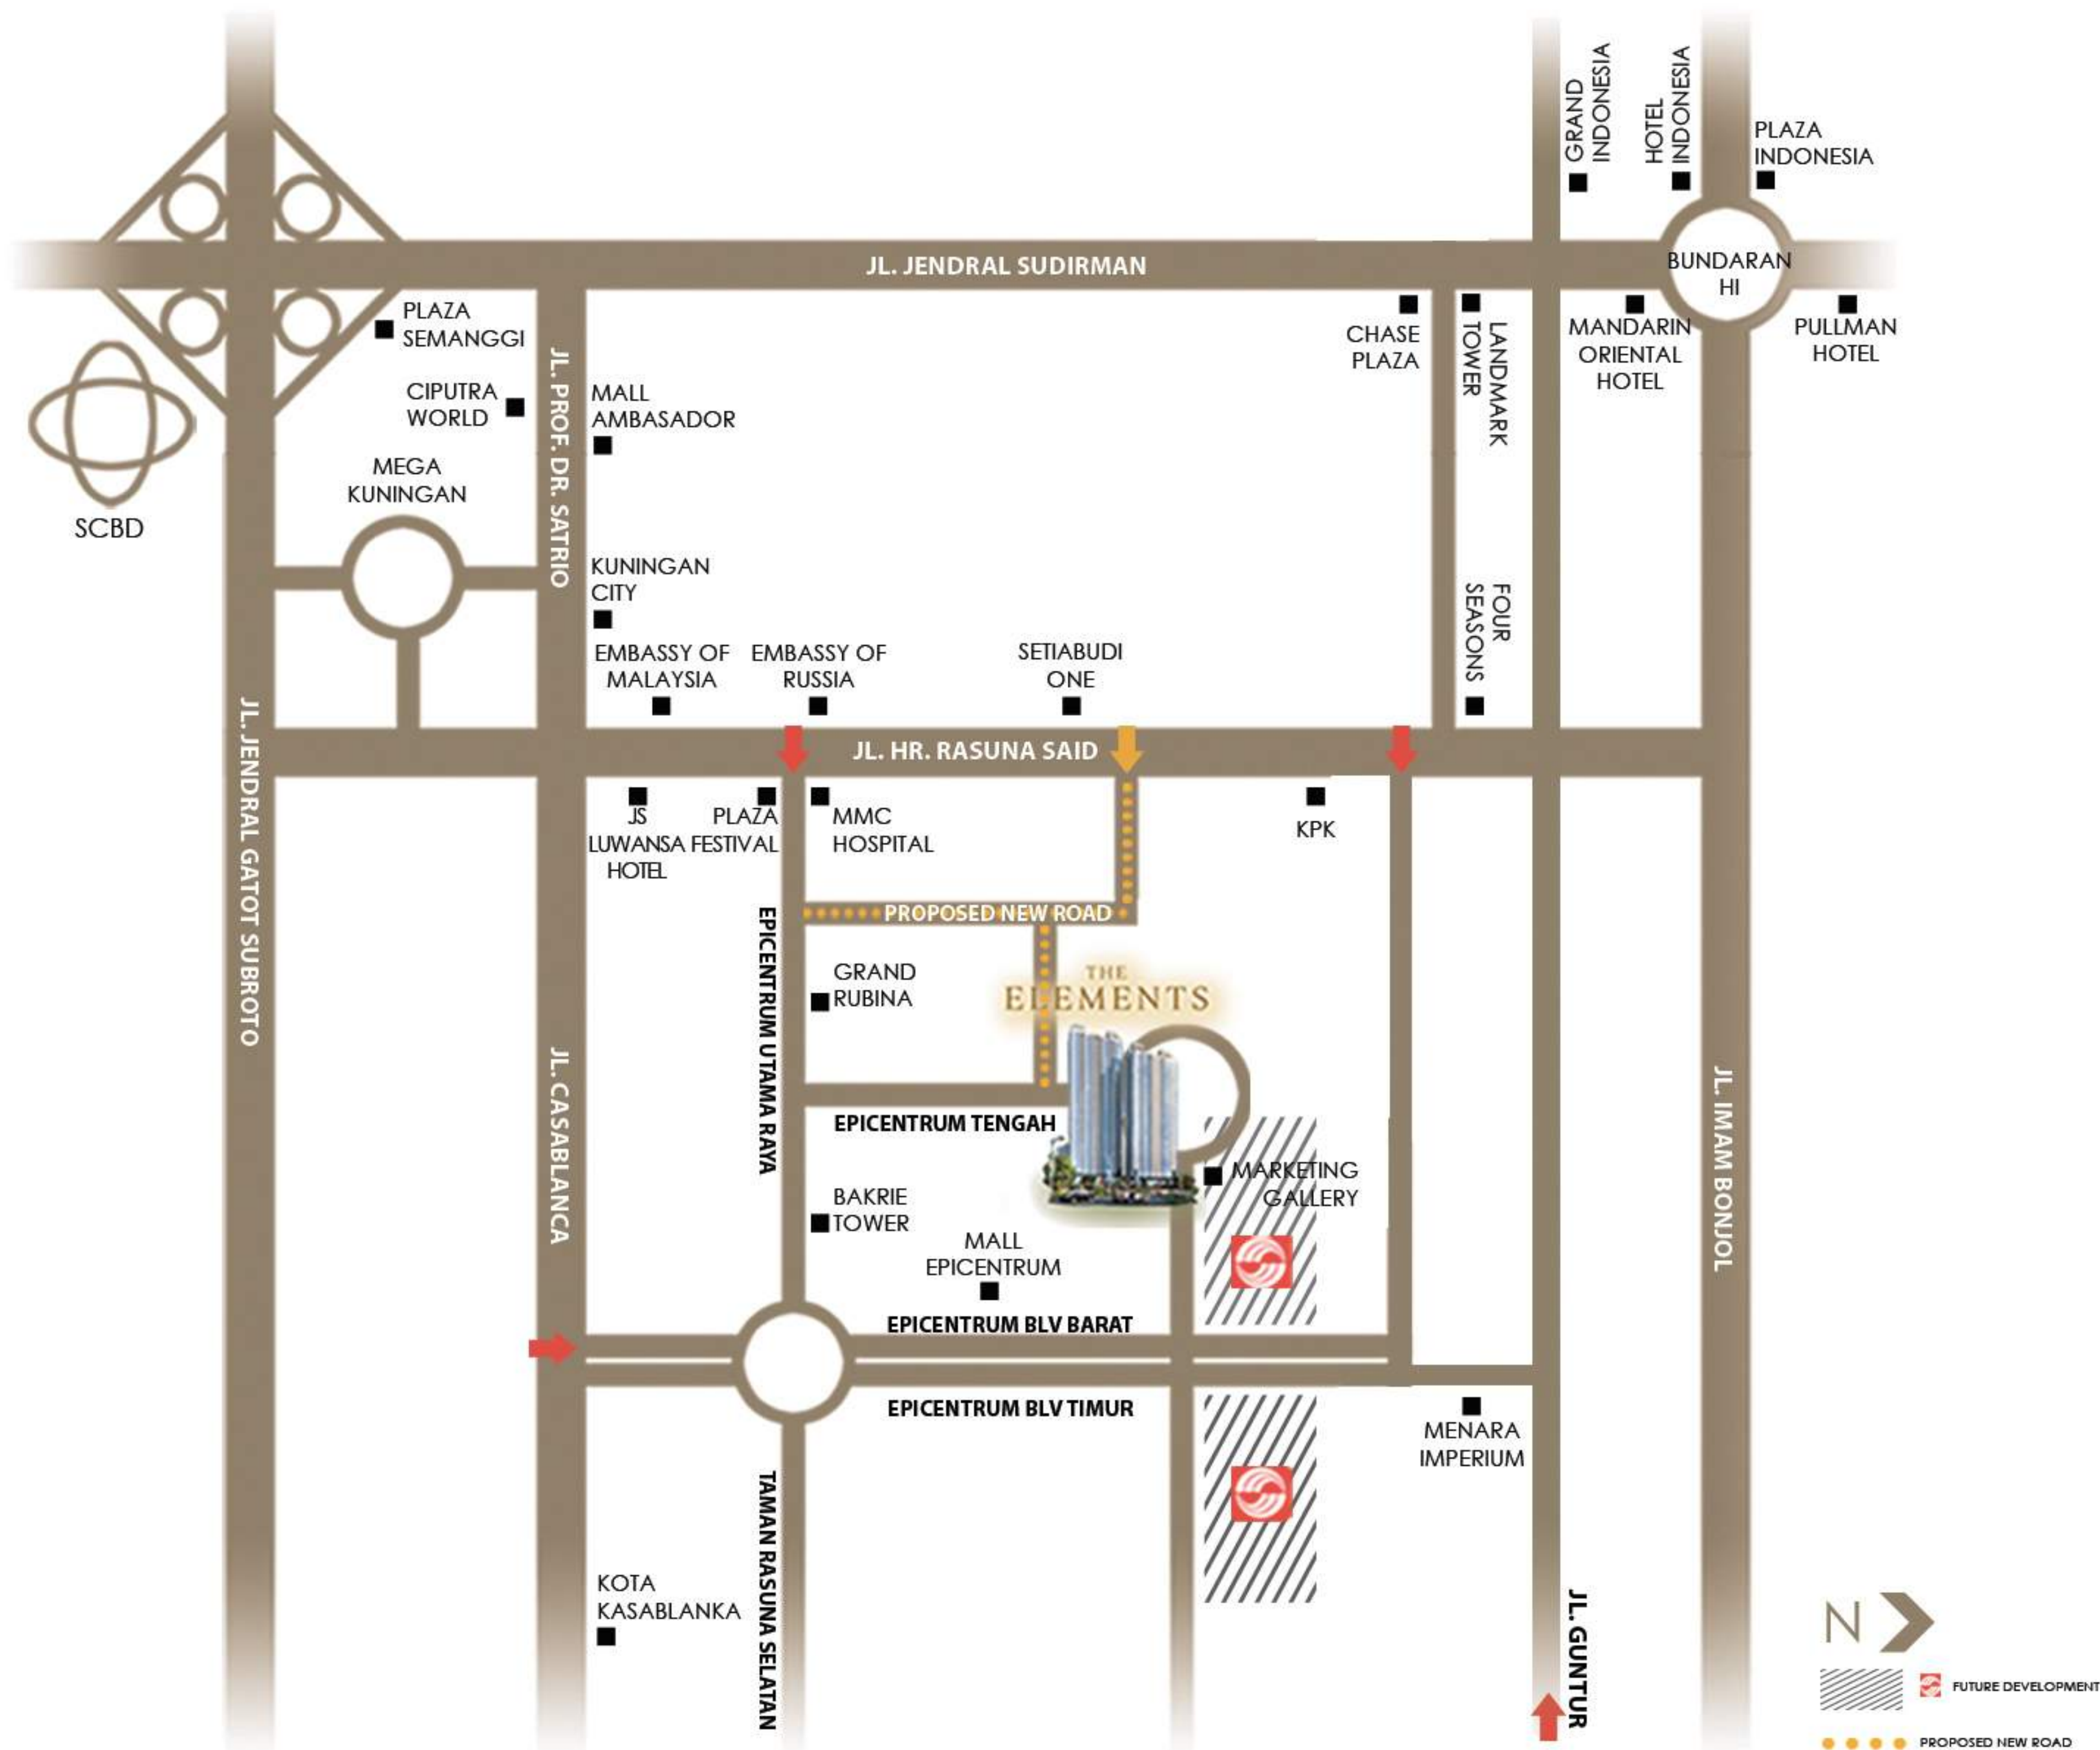 GRAND
INDONESIA
HOTEL
INDONESIA
PLAZA
INDONESIA
JL. JENDRAL SUDIRMAN
BUNDARAN
HI
PLAZA
SEMANGGI
CHASE
PLAZA
LANDMARK
TOWER
MANDARIN
ORIENTAL
HOTEL
PULLMAN
HOTEL
CIPUTRA
WORLD
JL. PROF. DR. SATRIO
MALL
AMBASADOR
MEGA
KUNINGAN
SCBD
KUNINGAN
CITY
FOUR
SEASONS
EMBASSY OF
MALAYSIA
EMBASSY OF
RUSSIA
SETIABUDI
ONE
JL. JENDRAL GATOT SUBROTO
JL. HR. RASUNA SAID
JS
LUWANSA
HOTEL
PLAZA
FESTIVAL
MMC
HOSPITAL
KPK
EPICENTRUM UTAMA RAYA
PROPOSED NEW ROAD
GRAND
RUBINA
THE
ELEMENTS
JL. CASABLANCA
EPICENTRUM TENGAH
JL. IMAM BONJOL
MARKETING
GALLERY
BAKRIE
TOWER
MALL
EPICENTRUM
EPICENTRUM BLV BARAT
EPICENTRUM BLV TIMUR
MENARA
IMPERIUM
TAMAN RASUNA SELATAN
KOTA
KASABLANKA
JL. GUNTUR
N
FUTURE DEVELOPMENT
PROPOSED NEW ROAD